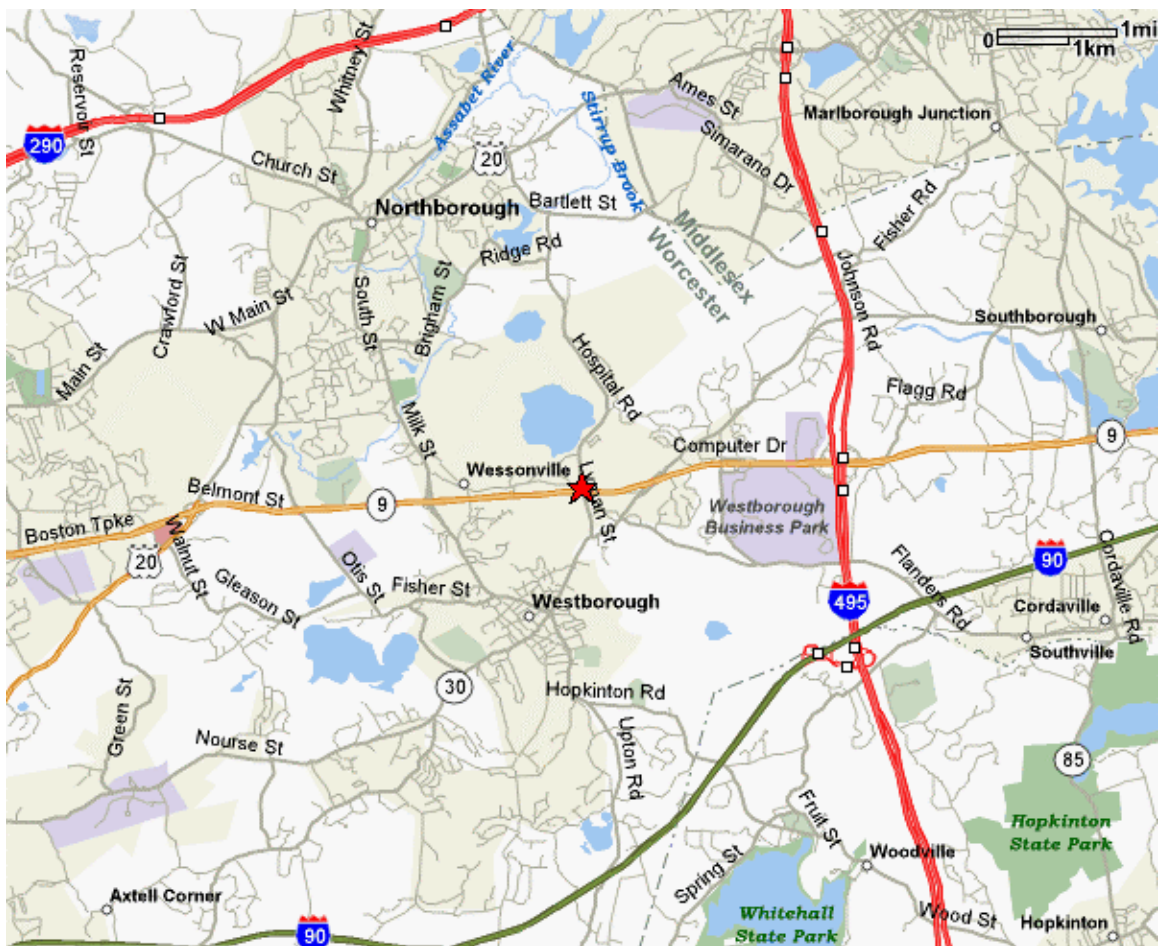 1mi
0
1km
Reservoir St
Whitney St
Assabet River
Stirrup Brook
Ames St
Simarano Dr
Marlborough Junction
290
Church St
20
Northborough
Bartlett St
Middlesex
Worcester
Fisher Rd
Ridge Rd
Crawford St
W Main St
South St
Brigham St
Johnson Rd
Southborough
Main St
Hospital Rd
Flagg Rd
Milk St
Computer Dr
9
Wessonville
Lyman St
Belmont St
9
Westborough
Business Park
Boston Tpke
20
Walnut St
Otis St
Gleason St
Fisher St
Westborough
Flanders Rd
90
495
Cordaville
Cordaville Rd
Southville
30
Hopkinton Rd
Green St
Nourse St
Upton Rd
85
Fruit St
Hopkinton
State Park
Woodville
Spring St
Axtell Corner
Whitehall
State Park
Wood St
Hopkinton
90